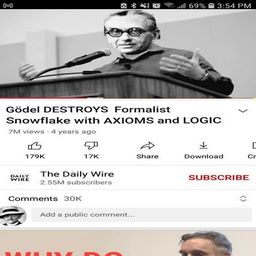 69% 3:54 PM
Gödel DESTROYS Formalist
Snowflake with AXIOMS and LOGIC
7M views · 4 years ago
179K 17K Share Download Cr
DAILY
WIRE
The Daily Wire
2.55M subscribers
SUBSCRIBE
Comments 30K
Add a public comment...
WHY DO